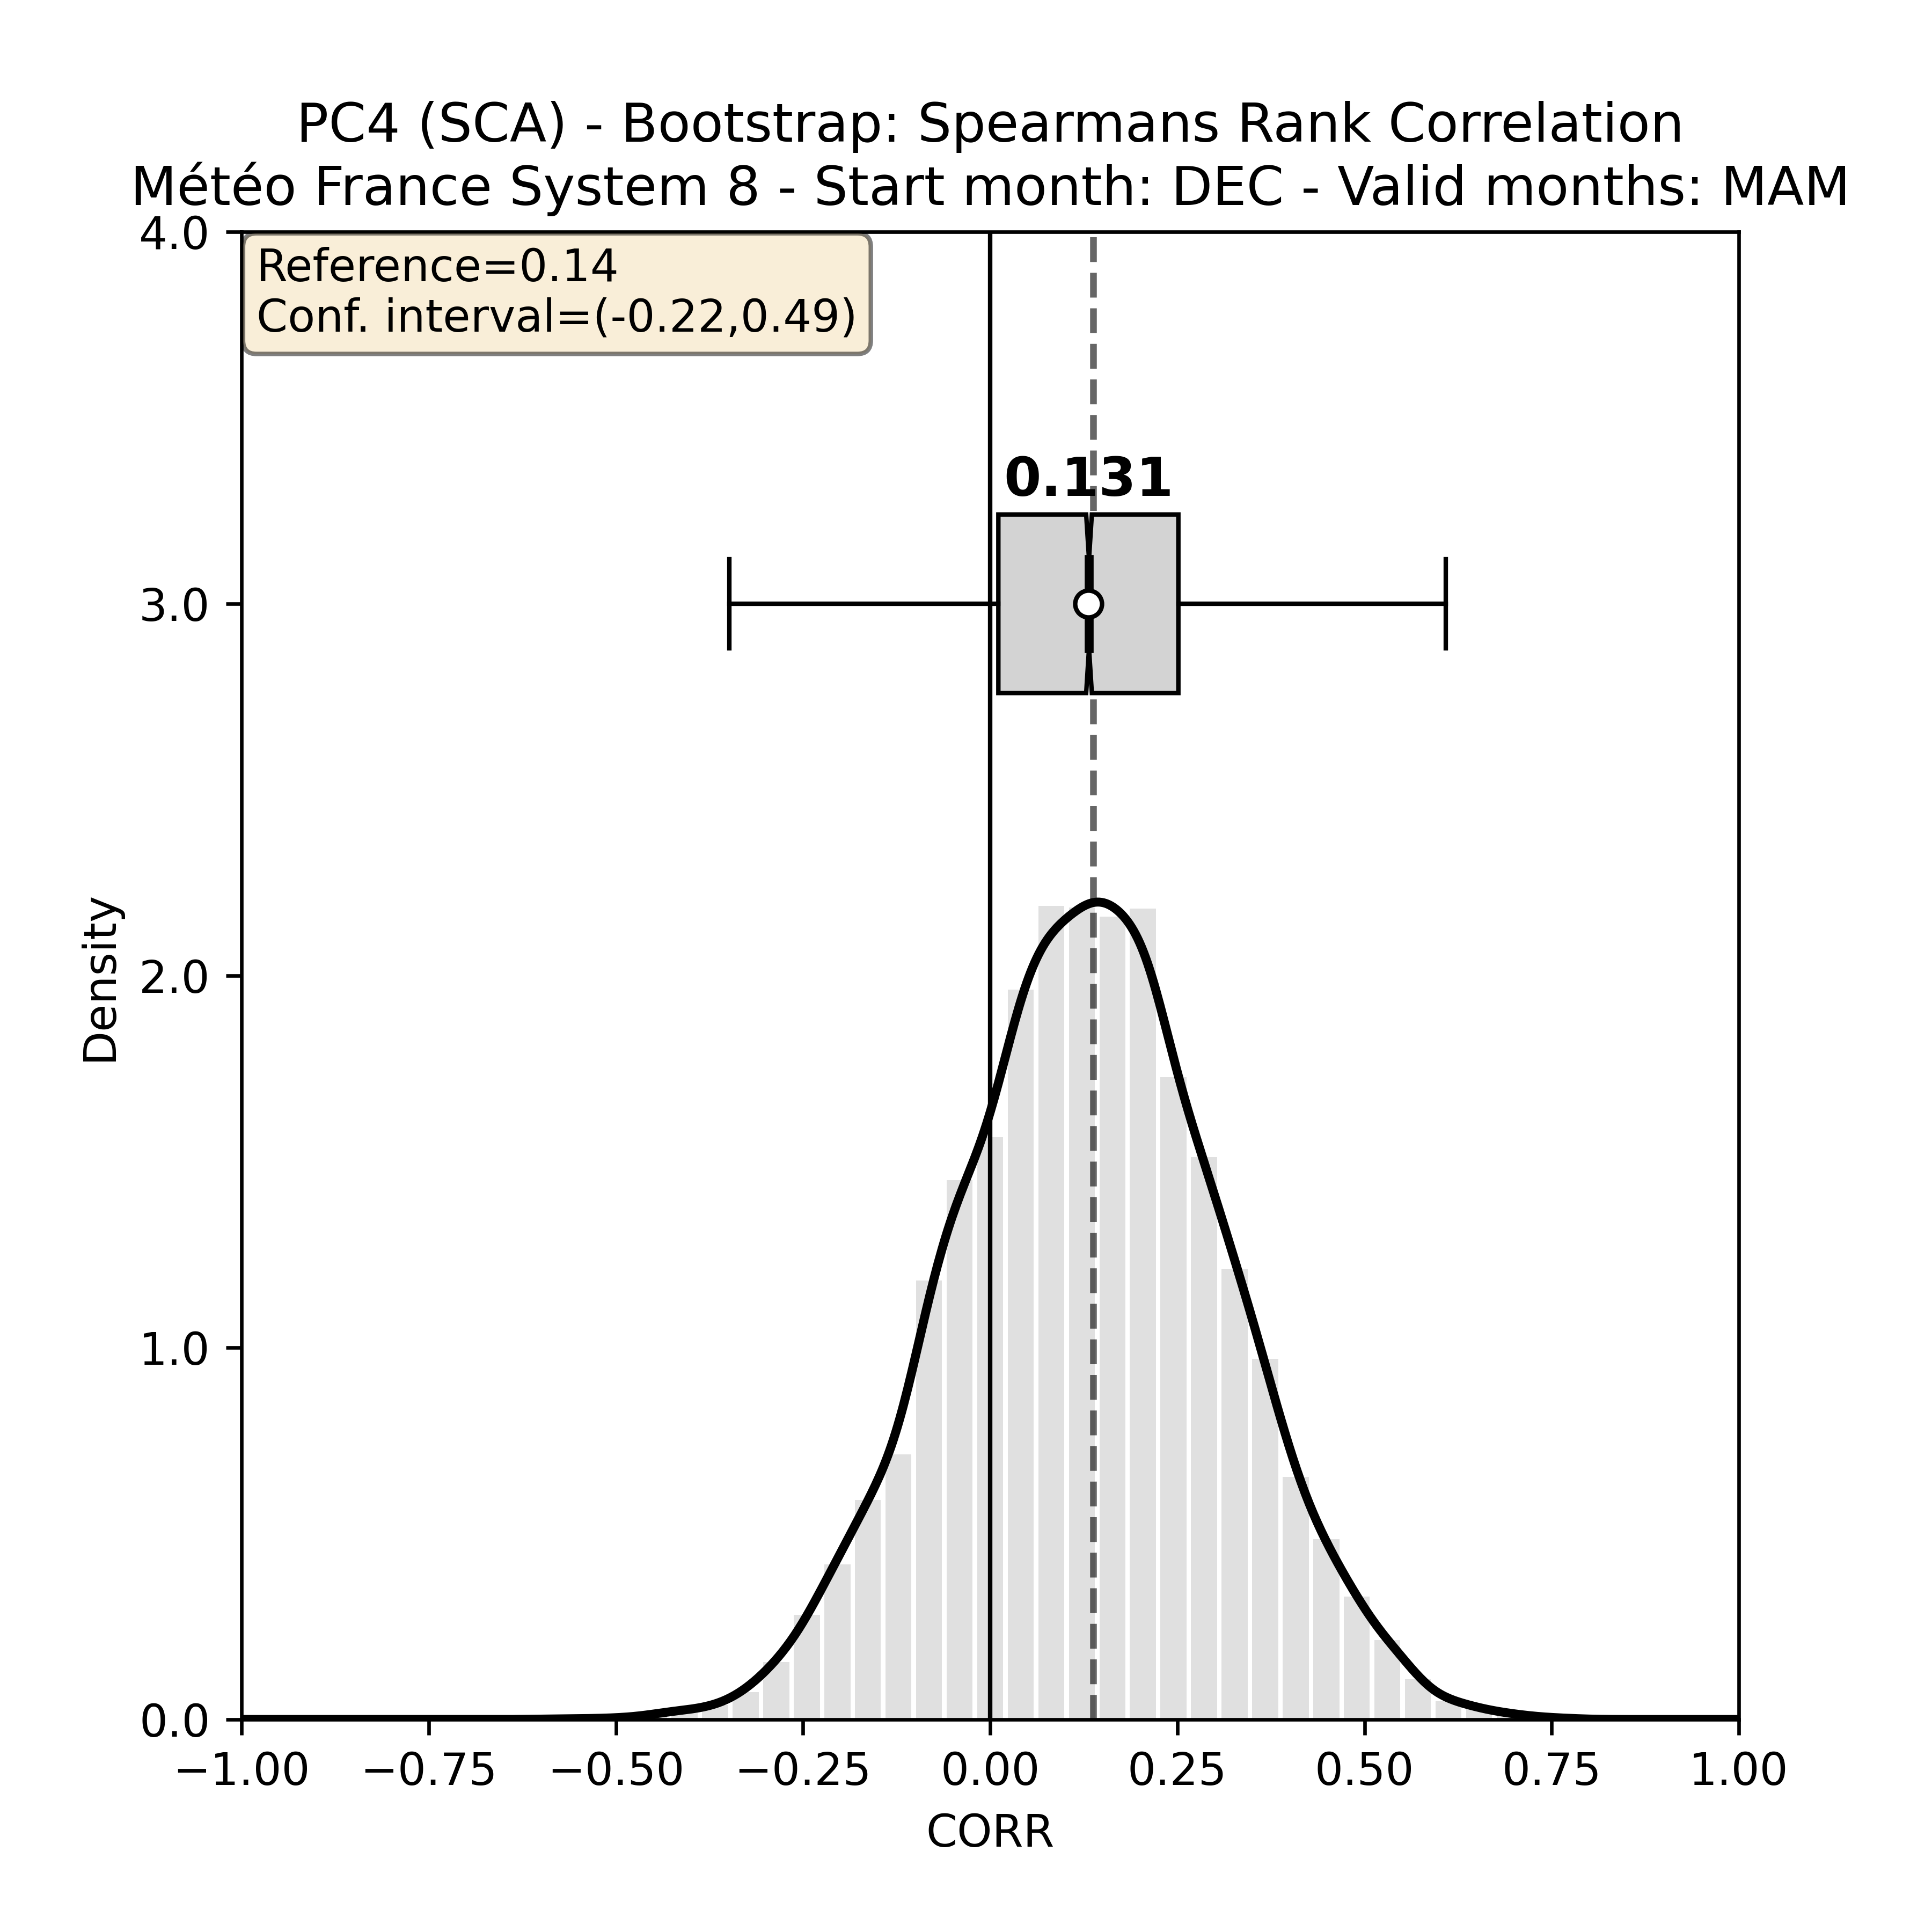 PC4 (SCA) - Bootstrap: Spearmans Rank Correlation
Météo France System 8 - Start month: DEC - Valid months: MAM
Reference=0.14
Conf. interval=(-0.22,0.49)
0.131
4.0
3.0
2.0
1.0
0.0
Density
−1.00 −0.75 −0.50 −0.25 0.00 0.25 0.50 0.75 1.00
CORR